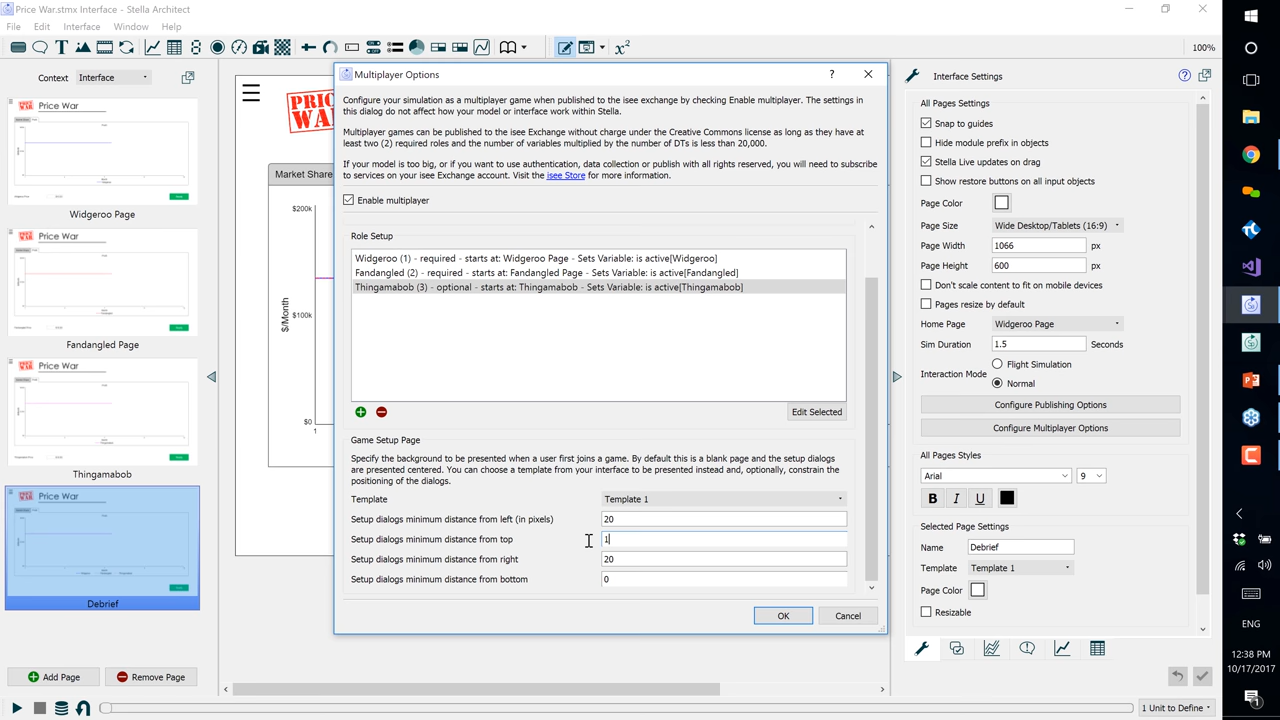 Price War.stmx Interface - Stella Architect
File Edit Interface Window Help
100%
Context Interface
Price War
Widgeroo Page
Price War
Fandangled Page
Price War
Thingamabob
Price War
Debrief
Add Page Remove Page
PRICE
WAR
Market Share
$200k
$100k
$0
$/Month
1
Multiplayer Options
?
Configure your simulation as a multiplayer game when published to the isee exchange by checking Enable multiplayer. The settings in
this dialog do not affect how your model or interface work within Stella.
Multiplayer games can be published to the isee Exchange without charge under the Creative Commons license as long as they have at
least two (2) required roles and the number of variables multiplied by the number of DTs is less than 20,000.
If your model is too big, or if you want to use authentication, data collection or publish with all rights reserved, you will need to subscribe
to services on your isee Exchange account. Visit the isee Store for more information.
Enable multiplayer
Role Setup
Widgeroo (1) - required - starts at: Widgeroo Page - Sets Variable: is active[Widgeroo]
Fandangled (2) - required - starts at: Fandangled Page - Sets Variable: is active[Fandangled]
Thingamabob (3) - optional - starts at: Thingamabob - Sets Variable: is active[Thingamabob]
Edit Selected
Game Setup Page
Specify the background to be presented when a user first joins a game. By default this is a blank page and the setup dialogs
are presented centered. You can choose a template from your interface to be presented instead and, optionally, constrain the
positioning of the dialogs.
Template Template 1
Setup dialogs minimum distance from left (in pixels) 20
Setup dialogs minimum distance from top 1
Setup dialogs minimum distance from right 20
Setup dialogs minimum distance from bottom 0
OK Cancel
Interface Settings
All Pages Settings
Snap to guides
Hide module prefix in objects
Stella Live updates on drag
Show restore buttons on all input objects
Page Color
Page Size Wide Desktop/Tablets (16:9)
Page Width 1066 px
Page Height 600 px
Don't scale content to fit on mobile devices
Pages resize by default
Home Page Widgeroo Page
Sim Duration 1.5 Seconds
Interaction Mode
Flight Simulation
Normal
Configure Publishing Options
Configure Multiplayer Options
All Pages Styles
Arial 9
B I U
Selected Page Settings
Name Debrief
Template Template 1
Page Color
Resizable
1 Unit to Define
ENG
12:38 PM
10/17/2017